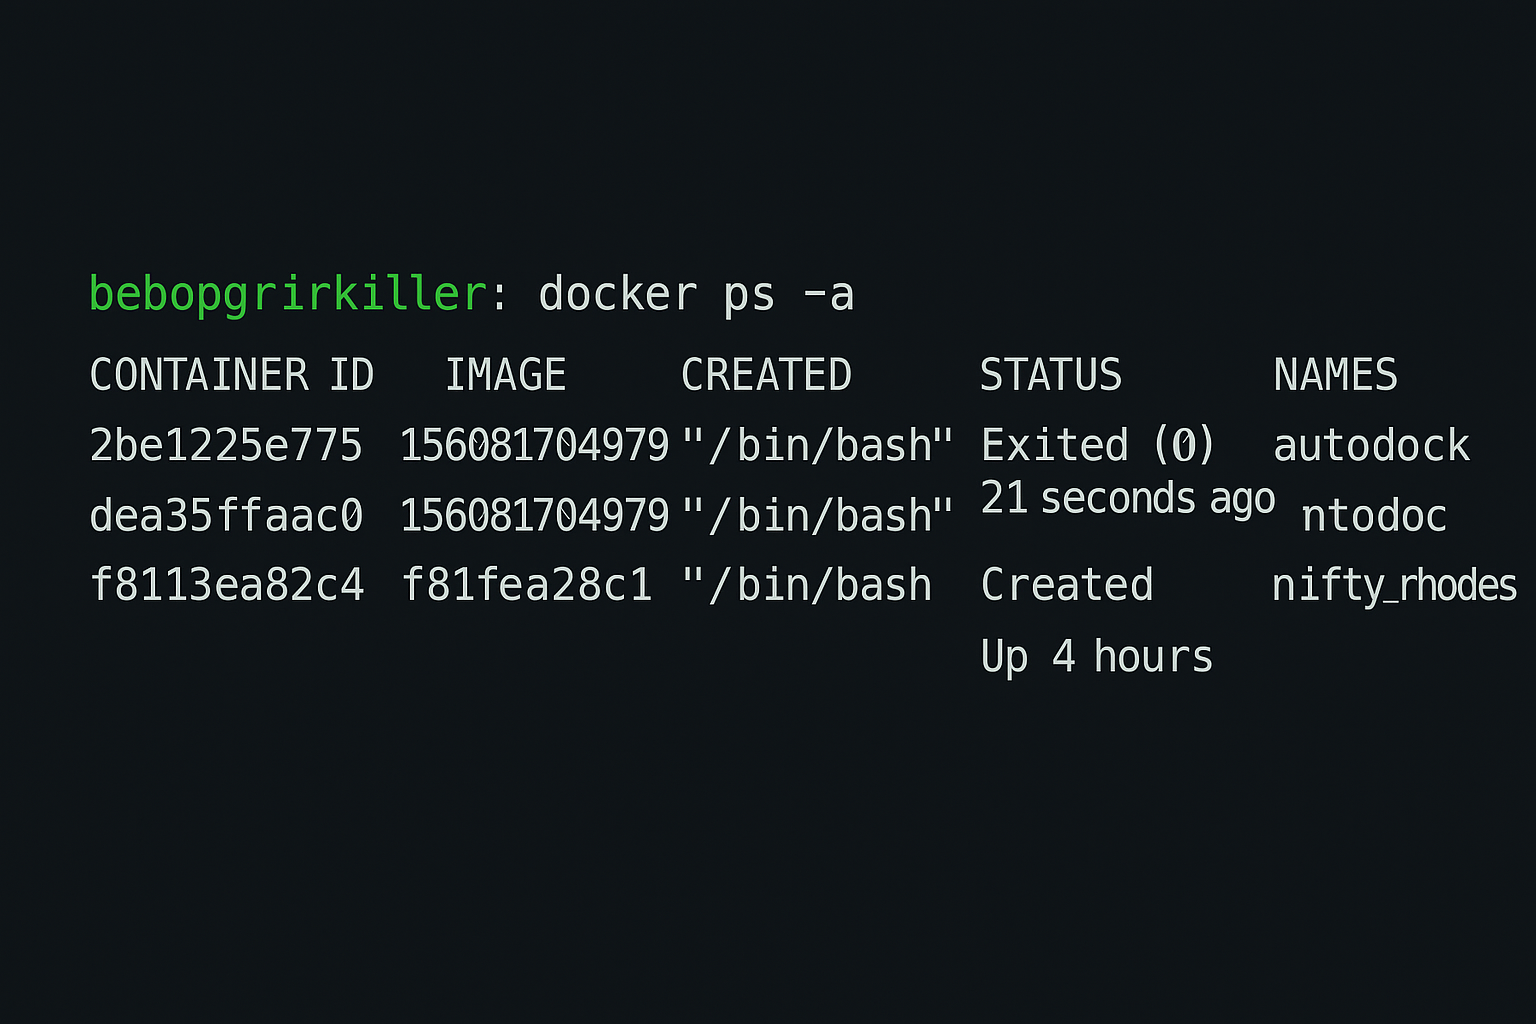 bebopgrirkiller: docker ps -a
CONTAINER ID IMAGE CREATED STATUS NAMES
2be1225e775 156081704979 "/bin/bash" Exited (0) autodock
21 seconds ago
dea35ffaac0 156081704979 "/bin/bash" ntodoc
f8113ea82c4 f81fea28c1 "/bin/bash Created nifty_rhodes
Up 4 hours